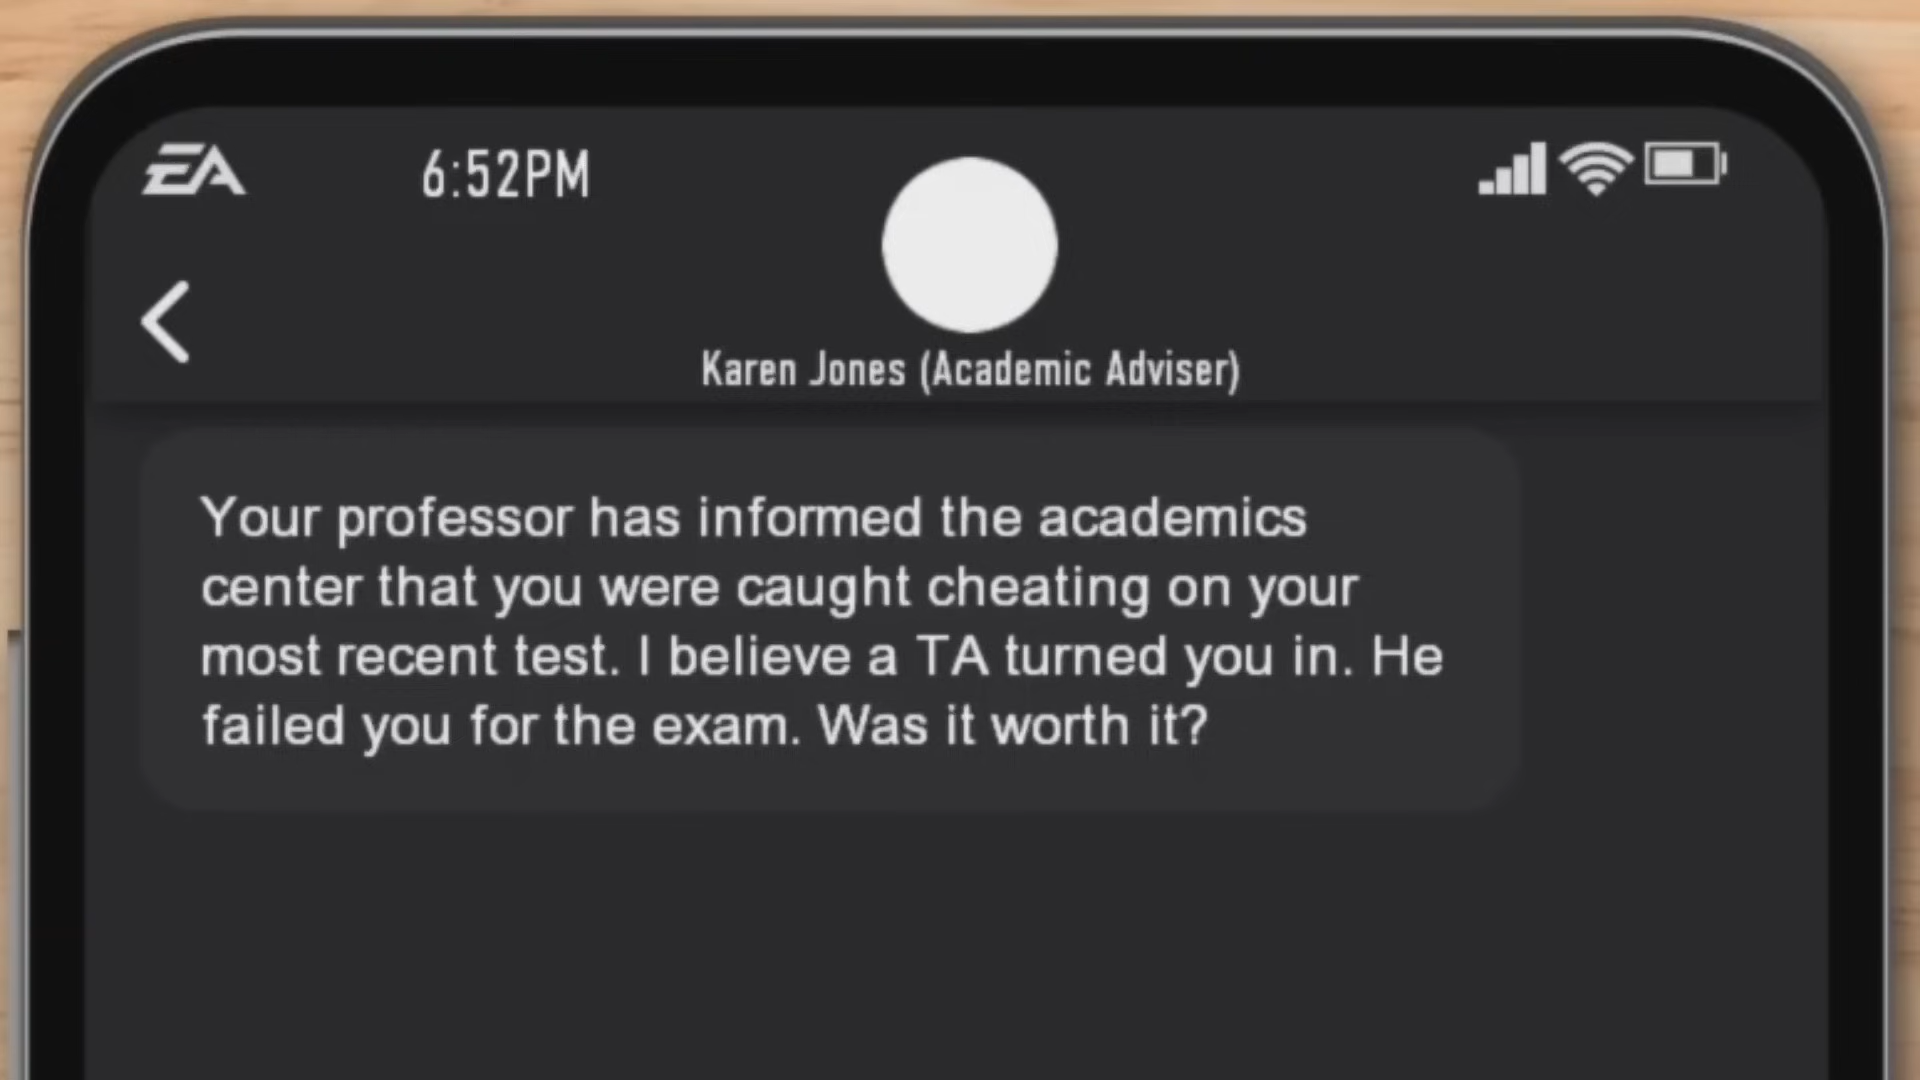 EA 6:52PM
Karen Jones (Academic Adviser)
Your professor has informed the academics
center that you were caught cheating on your
most recent test. I believe a TA turned you in. He
failed you for the exam. Was it worth it?